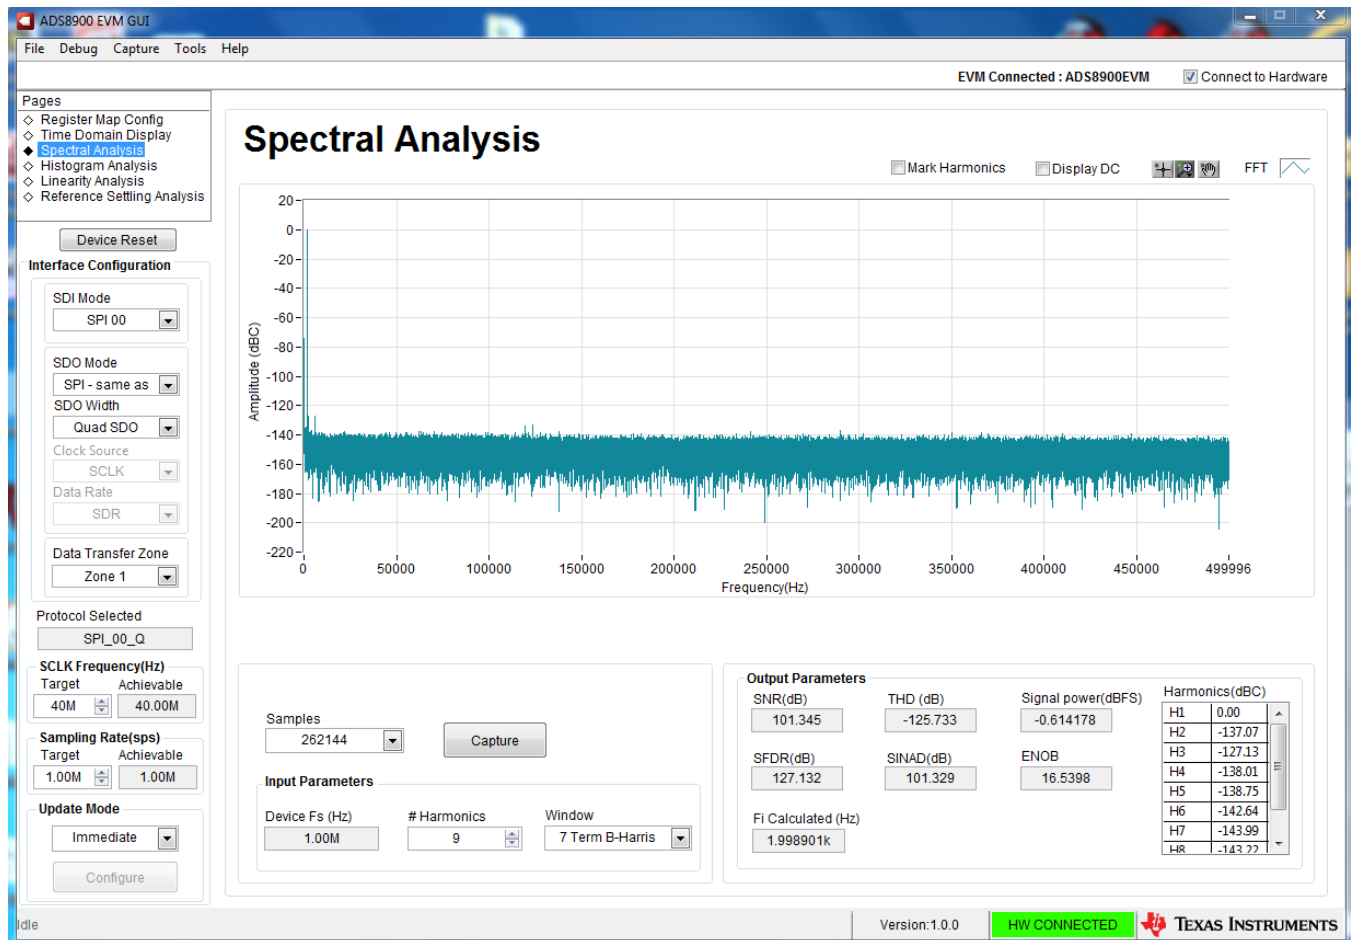 ADS8900 EVM GUI
File Debug Capture Tools Help
EVM Connected : ADS8900EVM Connect to Hardware
Pages
Register Map Config
Time Domain Display
Spectral Analysis
Histogram Analysis
Linearity Analysis
Reference Settling Analysis
Device Reset
Interface Configuration
SDI Mode
SPI 00
SDO Mode
SPI - same as
SDO Width
Quad SDO
Clock Source
SCLK
Data Rate
SDR
Data Transfer Zone
Zone 1
Protocol Selected
SPI_00_Q
SCLK Frequency(Hz)
Target Achievable
40M 40.00M
Sampling Rate(sps)
Target Achievable
1.00M 1.00M
Update Mode
Immediate
Configure
Spectral Analysis
Mark Harmonics Display DC FFT
Amplitude (dBC)
20
0
-20
-40
-60
-80
-100
-120
-140
-160
-180
-200
-220
0 50000 100000 150000 200000 250000 300000 350000 400000 450000 499996
Frequency(Hz)
Samples
262144
Capture
Input Parameters
Device Fs (Hz) # Harmonics Window
1.00M 9 7 Term B-Harris
Output Parameters
SNR(dB) THD (dB) Signal power(dBFS)
101.345 -125.733 -0.614178
SFDR(dB) SINAD(dB) ENOB
127.132 101.329 16.5398
Fi Calculated (Hz)
1.998901k
Harmonics(dBC)
H1 0.00
H2 -137.07
H3 -127.13
H4 -138.01
H5 -138.75
H6 -142.64
H7 -143.99
H8 -143.22
Idle Version:1.0.0 HW CONNECTED TEXAS INSTRUMENTS